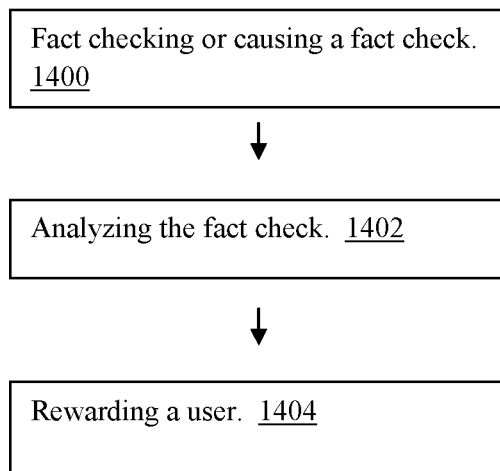 Fact checking or causing a fact check.
1400
Analyzing the fact check. 1402
Rewarding a user. 1404